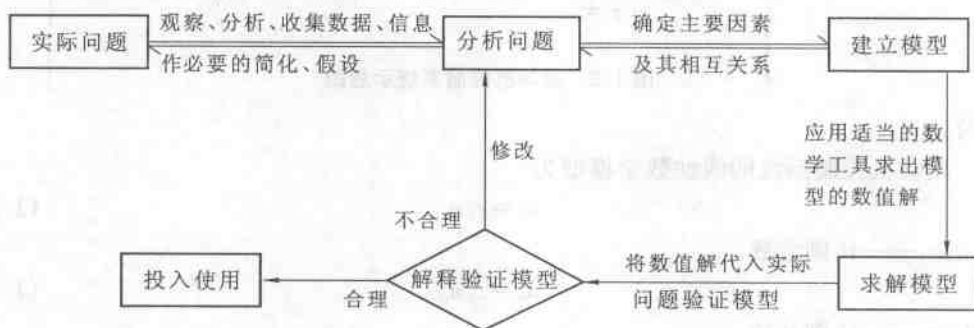 观察、分析、收集数据、信息
确定主要因素
实际问题
分析问题
建立模型
作必要的简化、假设
及其相互关系
修改
应用适当的数
学工具求出模
型的数值解
不合理
投入使用
合理
解释验证模型
将数值解代入实际
问题验证模型
求解模型